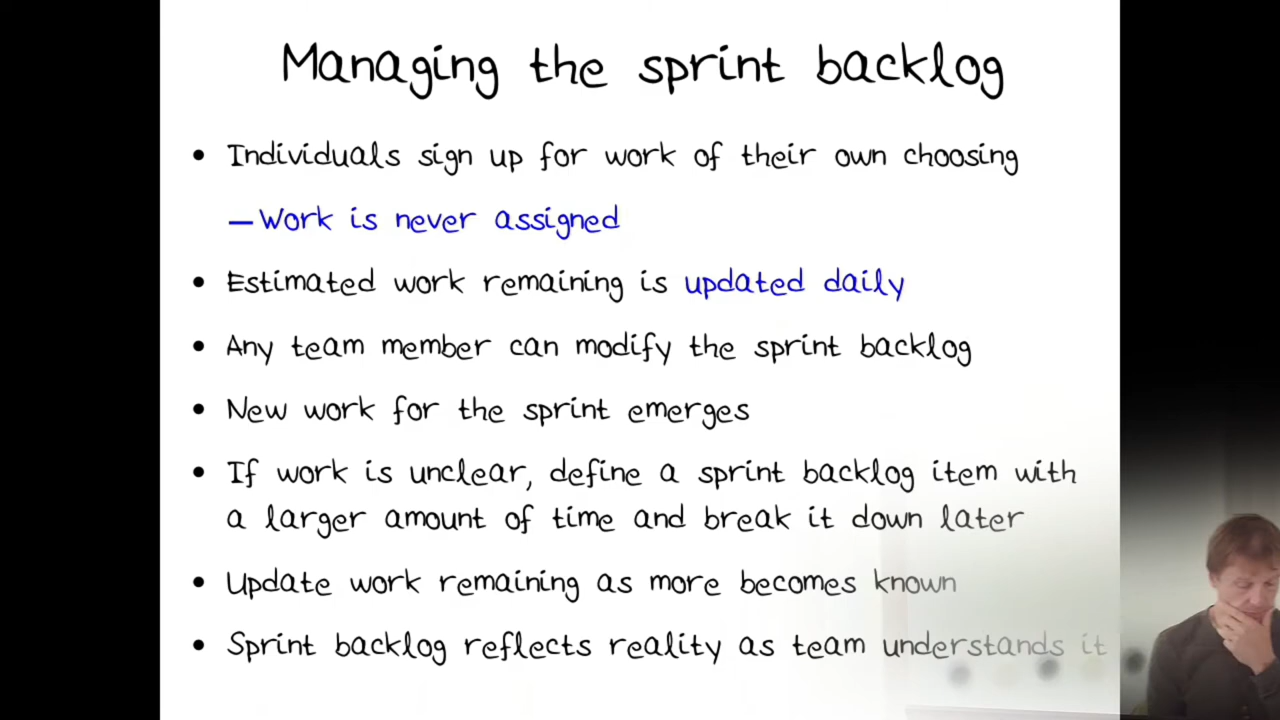 Managing the sprint backlog
• Individuals sign up for work of their own choosing
– Work is never assigned
• Estimated work remaining is updated daily
• Any team member can modify the sprint backlog
• New work for the sprint emerges
• If work is unclear, define a sprint backlog item with
a larger amount of time and break it down later
• Update work remaining as more becomes known
• Sprint backlog reflects reality as team understands it